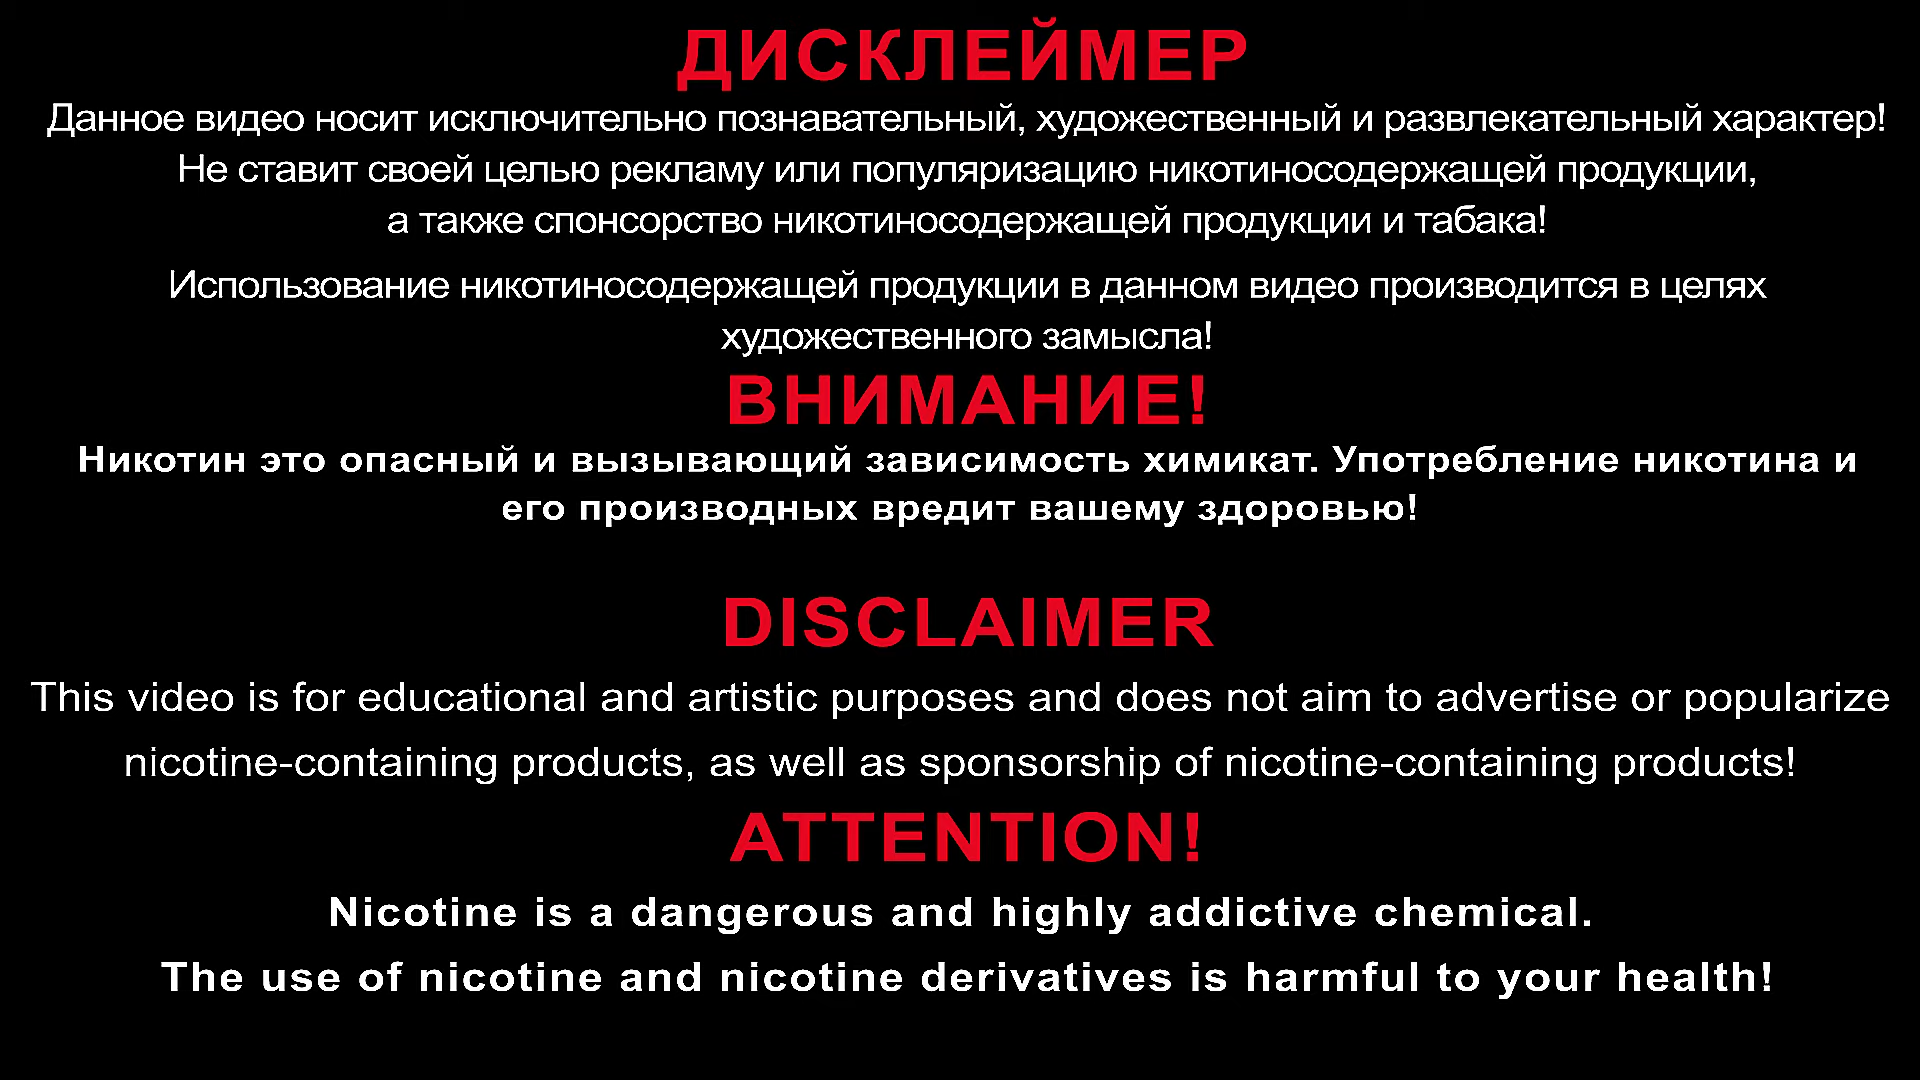 ДИСКЛЕЙМЕР
Данное видео носит исключительно познавательный, художественный и развлекательный характер!
Не ставит своей целью рекламу или популяризацию никотиносодержащей продукции,
а также спонсорство никотиносодержащей продукции и табака!
Использование никотиносодержащей продукции в данном видео производится в целях
художественного замысла!
ВНИМАНИЕ!
Никотин это опасный и вызывающий зависимость химикат. Употребление никотина и
его производных вредит вашему здоровью!
DISCLAIMER
This video is for educational and artistic purposes and does not aim to advertise or popularize
nicotine-containing products, as well as sponsorship of nicotine-containing products!
ATTENTION!
Nicotine is a dangerous and highly addictive chemical.
The use of nicotine and nicotine derivatives is harmful to your health!